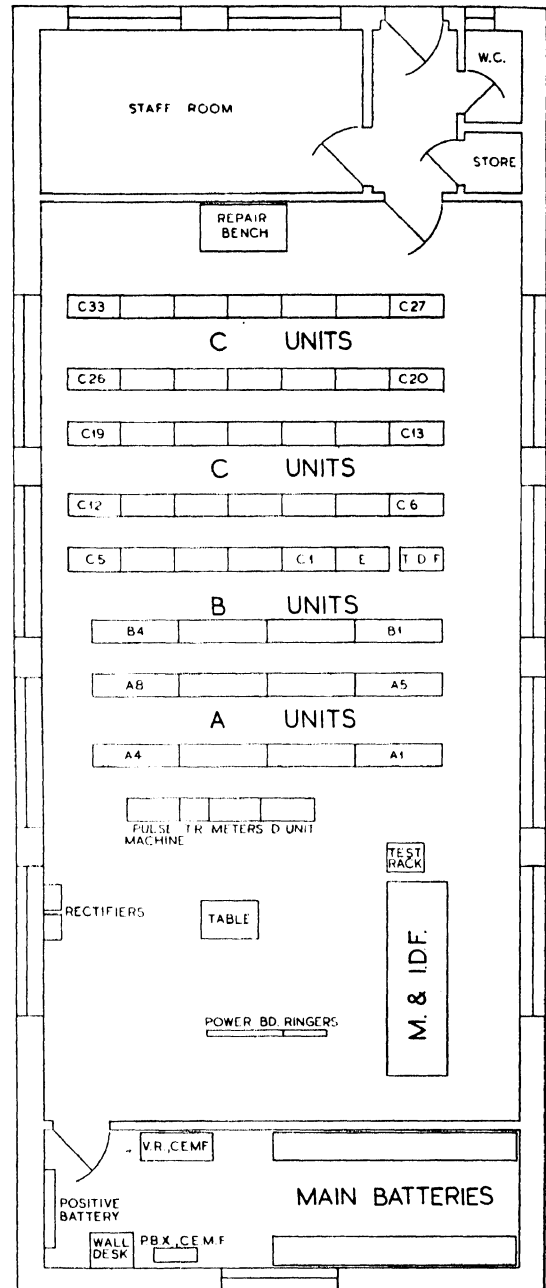 W.C.
STAFF ROOM
STORE
REPAIR
BENCH
C33 C27
C UNITS
C26 C20
C19 C13
C UNITS
C12 C6
C5 C1 E T D F
B UNITS
B4 B1
A8 A5
A UNITS
A4 A1
PULSE T.R. METERS D UNIT
MACHINE
TEST
RACK
RECTIFIERS
TABLE
M. & I.D.F.
POWER BD. RINGERS
V.R.,C.E.M.F
POSITIVE
BATTERY
MAIN BATTERIES
WALL
DESK
P.B.X.,C.E.M.F